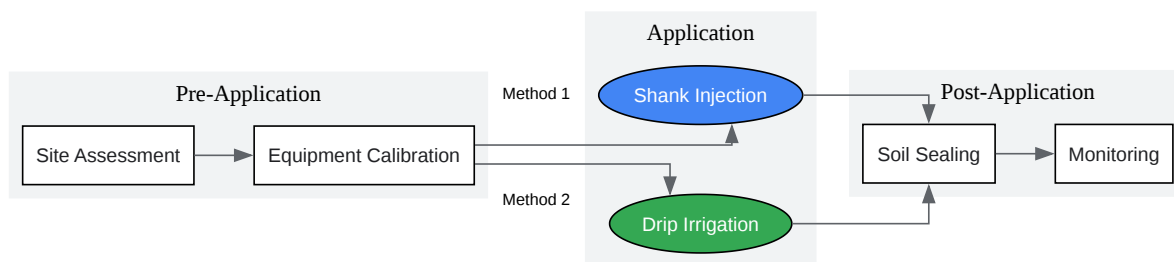 Pre-Application
Site Assessment
Equipment Calibration
Method 1
Method 2
Application
Shank Injection
Drip Irrigation
Post-Application
Soil Sealing
Monitoring